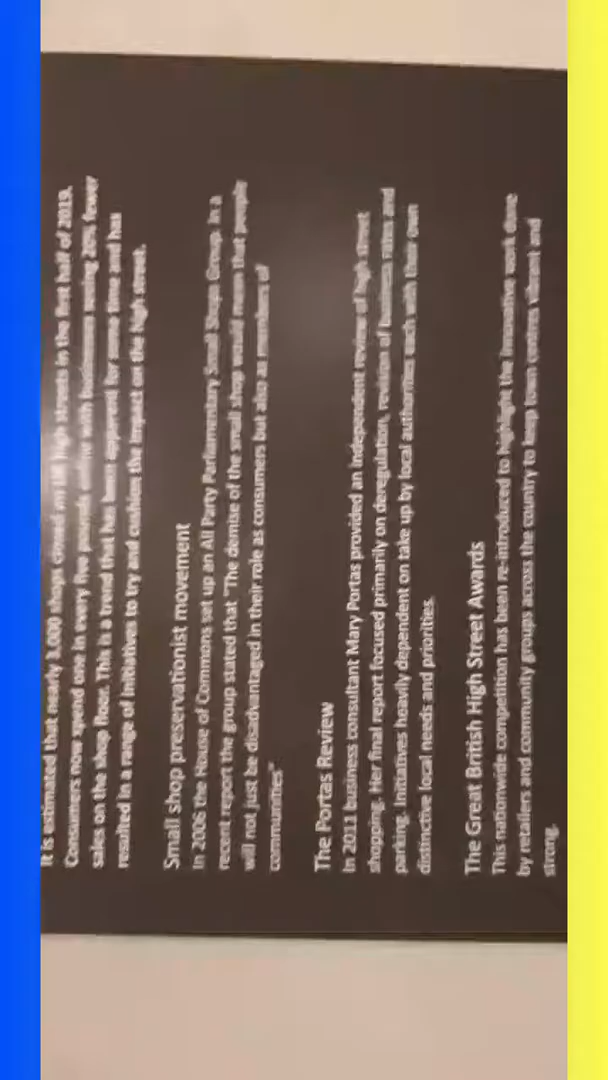 It is estimated that nearly 3,000 shops closed on UK high streets in the first half of 2019.
Consumers now spend one in every five pounds online with businesses seeing 20% fewer
sales on the shop floor. This is a trend that has been apparent for some time and has
resulted in a range of initiatives to try and cushion the impact on the high street.
Small shop preservationist movement
In 2006 the House of Commons set up an All Party Parliamentary Small Shops Group. In a
recent report the group stated that "The demise of the small shop would mean that people
will not just be disadvantaged in their role as consumers but also as members of
communities"
The Portas Review
In 2011 business consultant Mary Portas provided an independent review of high street
shopping. Her final report focused primarily on deregulation, revision of business rates and
parking. Initiatives heavily dependent on take up by local authorities each with their own
distinctive local needs and priorities.
The Great British High Street Awards
This nationwide competition has been re-introduced to highlight the innovative work done
by retailers and community groups across the country to keep town centres vibrant and
strong.